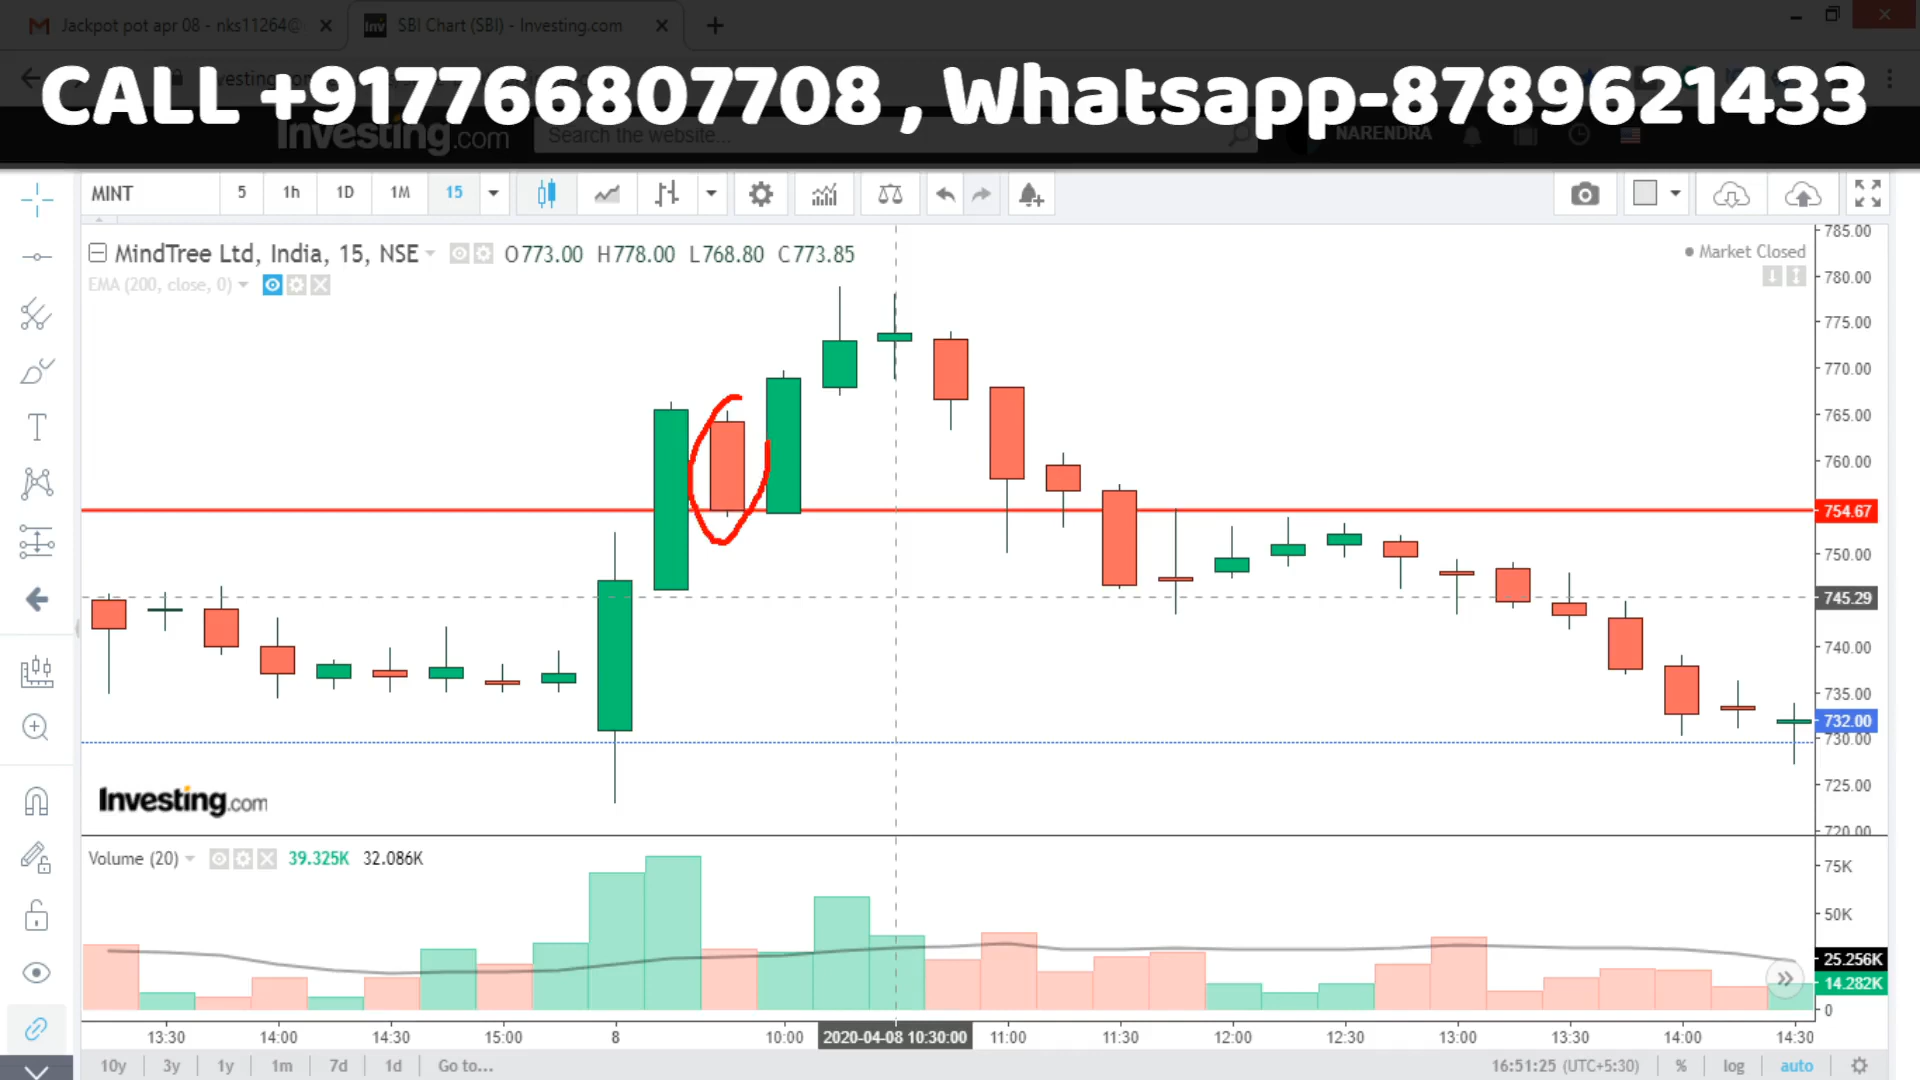 Jackpot pot apr 08 - nks11264@
SBI Chart (SBI) - Investing.com
CALL +917766807708 , Whatsapp-8789621433
Investing.com Search the website... NARENDRA
MINT 5 1h 1D 1M 15
MindTree Ltd, India, 15, NSE O773.00 H778.00 L768.80 C773.85
Market Closed
EMA (200, close, 0)
785.00
780.00
775.00
770.00
765.00
760.00
754.67
750.00
745.29
740.00
735.00
732.00
730.00
725.00
720.00
Investing.com
Volume (20) 39.325K 32.086K
75K
50K
25.256K
14.282K
0
13:30 14:00 14:30 15:00 8 10:00 2020-04-08 10:30:00 11:00 11:30 12:00 12:30 13:00 13:30 14:00 14:30
10y 3y 1y 1m 7d 1d Go to... 16:51:25 (UTC+5:30) % log auto